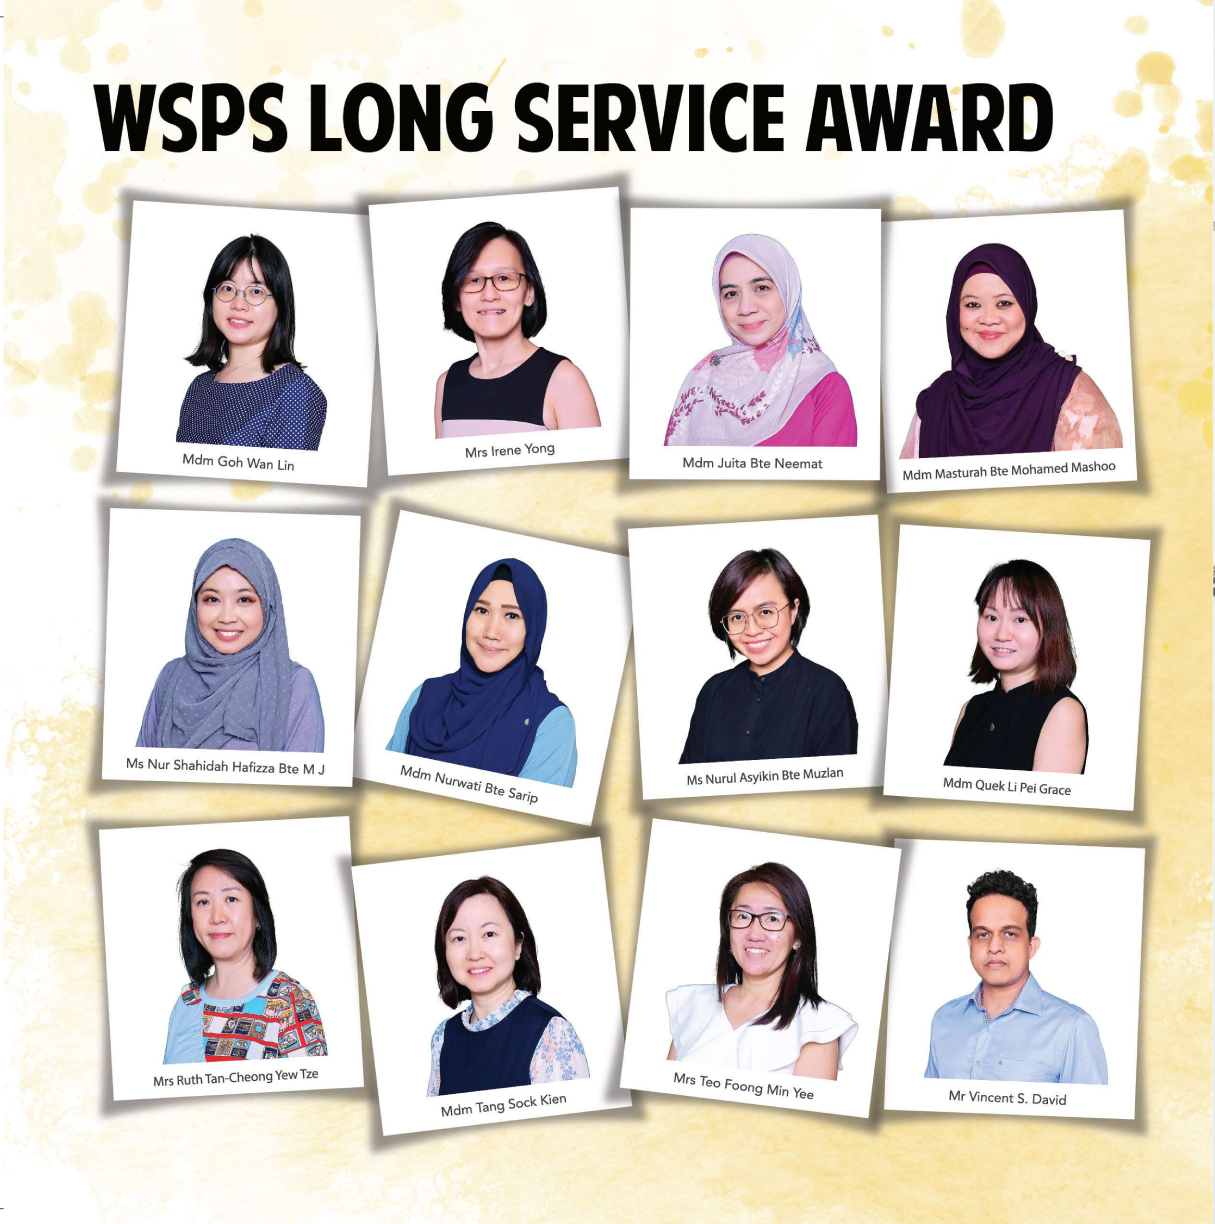 WSPS LONG SERVICE AWARD
Mdm Goh Wan Lin
Mrs Irene Yong
Mdm Juita Bte Neemat
Mdm Masturah Bte Mohamed Mashoo
Ms Nur Shahidah Hafizza Bte M J
Mdm Nurwati Bte Sarip
Ms Nurul Asyikin Bte Muzlan
Mdm Quek Li Pei Grace
Mrs Ruth Tan-Cheong Yew Tze
Mdm Tang Sock Kien
Mrs Teo Foong Min Yee
Mr Vincent S. David